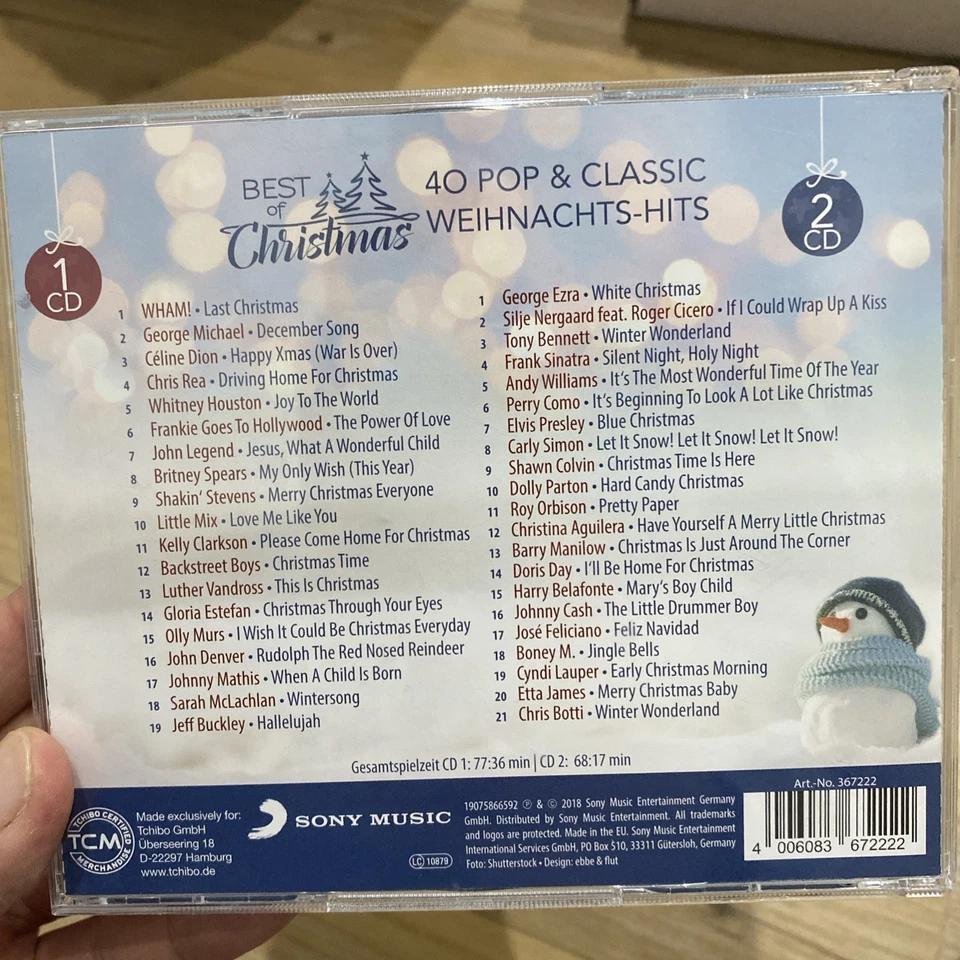 BEST
of
Christmas
40 POP & CLASSIC
WEIHNACHTS-HITS
1
CD
2
CD
1 WHAM! • Last Christmas
2 George Michael • December Song
3 Céline Dion • Happy Xmas (War Is Over)
4 Chris Rea • Driving Home For Christmas
5 Whitney Houston • Joy To The World
6 Frankie Goes To Hollywood • The Power Of Love
7 John Legend • Jesus, What A Wonderful Child
8 Britney Spears • My Only Wish (This Year)
9 Shakin' Stevens • Merry Christmas Everyone
10 Little Mix • Love Me Like You
11 Kelly Clarkson • Please Come Home For Christmas
12 Backstreet Boys • Christmas Time
13 Luther Vandross • This Is Christmas
14 Gloria Estefan • Christmas Through Your Eyes
15 Olly Murs • I Wish It Could Be Christmas Everyday
16 John Denver • Rudolph The Red Nosed Reindeer
17 Johnny Mathis • When A Child Is Born
18 Sarah McLachlan • Wintersong
19 Jeff Buckley • Hallelujah
1 George Ezra • White Christmas
2 Silje Nergaard feat. Roger Cicero • If I Could Wrap Up A Kiss
3 Tony Bennett • Winter Wonderland
4 Frank Sinatra • Silent Night, Holy Night
5 Andy Williams • It's The Most Wonderful Time Of The Year
6 Perry Como • It's Beginning To Look A Lot Like Christmas
7 Elvis Presley • Blue Christmas
8 Carly Simon • Let It Snow! Let It Snow! Let It Snow!
9 Shawn Colvin • Christmas Time Is Here
10 Dolly Parton • Hard Candy Christmas
11 Roy Orbison • Pretty Paper
12 Christina Aguilera • Have Yourself A Merry Little Christmas
13 Barry Manilow • Christmas Is Just Around The Corner
14 Doris Day • I'll Be Home For Christmas
15 Harry Belafonte • Mary's Boy Child
16 Johnny Cash • The Little Drummer Boy
17 José Feliciano • Feliz Navidad
18 Boney M. • Jingle Bells
19 Cyndi Lauper • Early Christmas Morning
20 Etta James • Merry Christmas Baby
21 Chris Botti • Winter Wonderland
Gesamtspielzeit CD 1: 77:36 min | CD 2: 68:17 min
TCHIBO CERTIFIED
TCM
MERCHANDISE
Made exclusively for:
Tchibo GmbH
Überseering 18
D-22297 Hamburg
www.tchibo.de
SONY MUSIC
LC 10879
19075866592 ℗ & © 2018 Sony Music Entertainment Germany
GmbH. Distributed by Sony Music Entertainment. All trademarks
and logos are protected. Made in the EU. Sony Music Entertainment
International Services GmbH, PO Box 510, 33311 Gütersloh, Germany
Foto: Shutterstock • Design: ebbe & flut
Art.-No. 367222
4 006083 672222